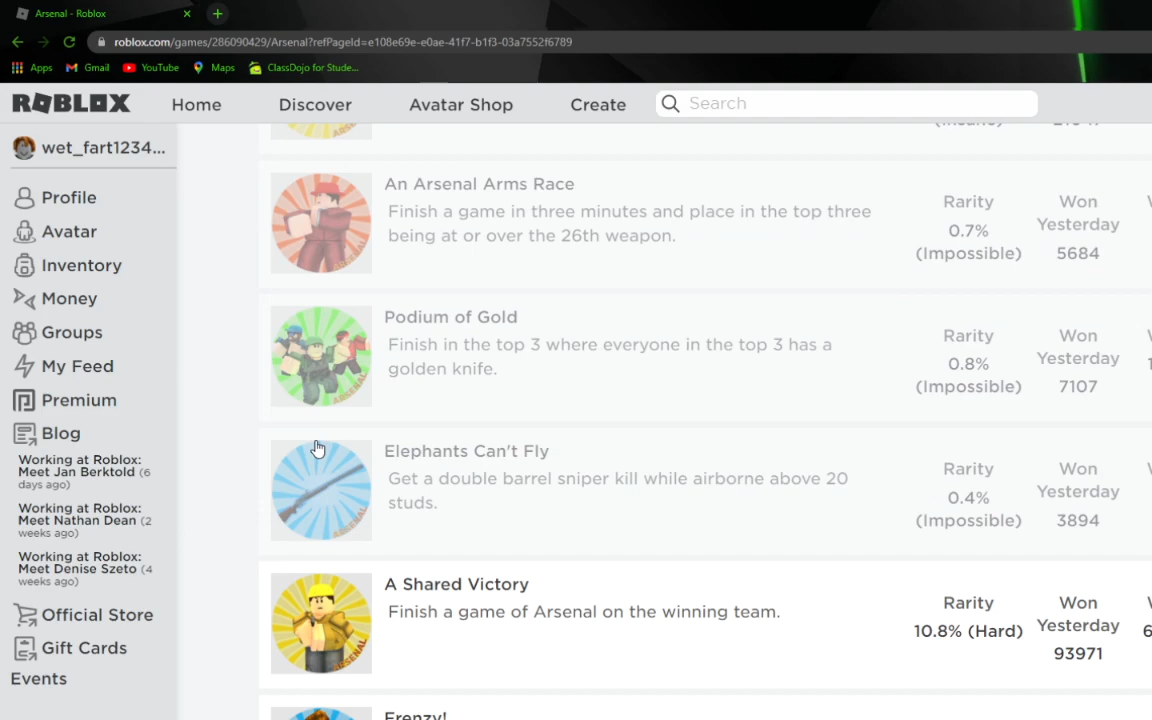 Arsenal - Roblox
roblox.com/games/286090429/Arsenal?refPageId=e108e69e-e0ae-41f7-b1f3-03a7552f6789
Apps Gmail YouTube Maps ClassDojo for Stude...
ROBLOX Home Discover Avatar Shop Create Search
wet_fart1234...
Profile
Avatar
Inventory
Money
Groups
My Feed
Premium
Blog
Working at Roblox:
Meet Jan Berktold (6
days ago)
Working at Roblox:
Meet Nathan Dean (2
weeks ago)
Working at Roblox:
Meet Denise Szeto (4
weeks ago)
Official Store
Gift Cards
Events
ARSENAL
An Arsenal Arms Race
Finish a game in three minutes and place in the top three
being at or over the 26th weapon.
Rarity
0.7%
(Impossible)
Won
Yesterday
5684
ARSENAL
Podium of Gold
Finish in the top 3 where everyone in the top 3 has a
golden knife.
Rarity
0.8%
(Impossible)
Won
Yesterday
7107
ARSENAL
Elephants Can't Fly
Get a double barrel sniper kill while airborne above 20
studs.
Rarity
0.4%
(Impossible)
Won
Yesterday
3894
ARSENAL
A Shared Victory
Finish a game of Arsenal on the winning team.
Rarity
10.8% (Hard)
Won
Yesterday
93971
ARSENAL
Frenzy!